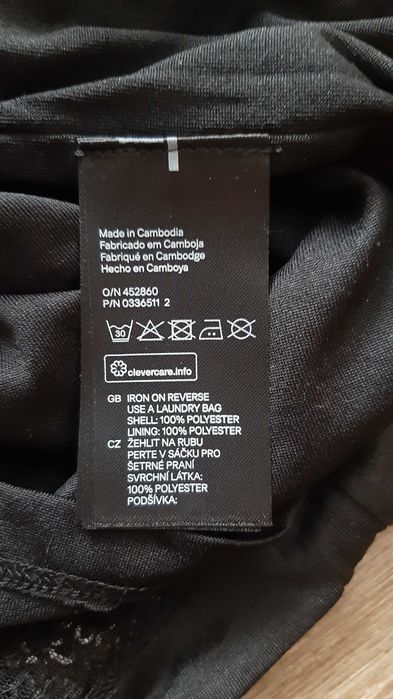 Made in Cambodia
Fabricado em Camboja
Fabriqué en Cambodge
Hecho en Camboya
O/N 452860
P/N 0336511 2
30
clevercare.info
GB IRON ON REVERSE
USE A LAUNDRY BAG
SHELL: 100% POLYESTER
LINING: 100% POLYESTER
CZ ŽEHLIT NA RUBU
PERTE V SÁČKU PRO
ŠETRNÉ PRANÍ
SVRCHNÍ LÁTKA:
100% POLYESTER
PODŠÍVKA: